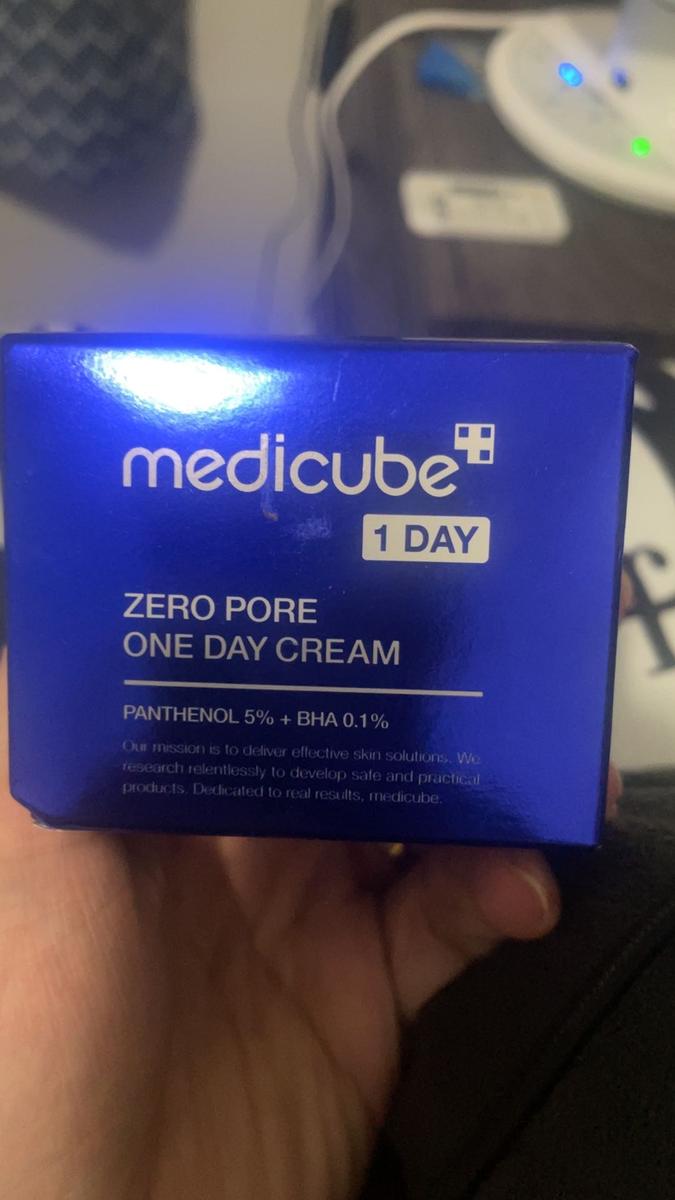 medicube
1 DAY
ZERO PORE
ONE DAY CREAM
PANTHENOL 5% + BHA 0.1%
Our mission is to deliver effective skin solutions. We
research relentlessly to develop safe and practical
products. Dedicated to real results, medicube.
f